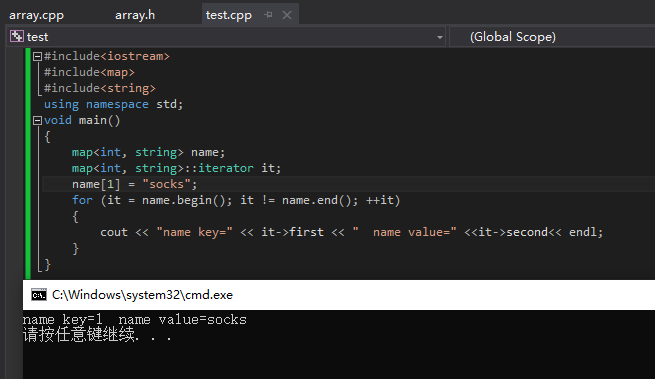 array.cpp array.h test.cpp
test (Global Scope)
#include<iostream>
#include<map>
#include<string>
using namespace std;
void main()
{
map<int, string> name;
map<int, string>::iterator it;
name[1] = "socks";
for (it = name.begin(); it != name.end(); ++it)
{
cout << "name key=" << it->first << "  name value=" <<it->second<< endl;
}
}
C:\Windows\system32\cmd.exe
name key=1  name value=socks
请按任意键继续. . .